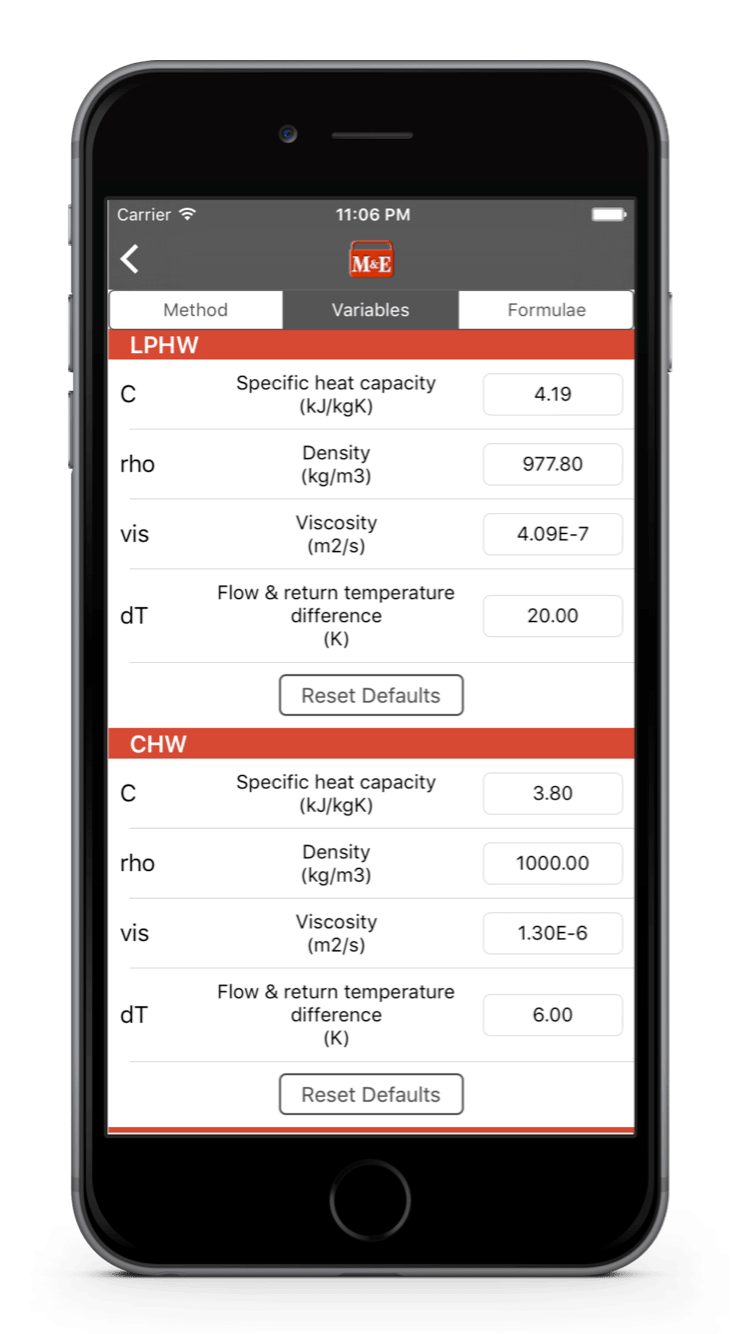 Carrier 11:06 PM
M&E
Method Variables Formulae
LPHW
C Specific heat capacity (kJ/kgK) 4.19
rho Density (kg/m3) 977.80
vis Viscosity (m2/s) 4.09E-7
dT Flow & return temperature difference (K) 20.00
Reset Defaults
CHW
C Specific heat capacity (kJ/kgK) 3.80
rho Density (kg/m3) 1000.00
vis Viscosity (m2/s) 1.30E-6
dT Flow & return temperature difference (K) 6.00
Reset Defaults